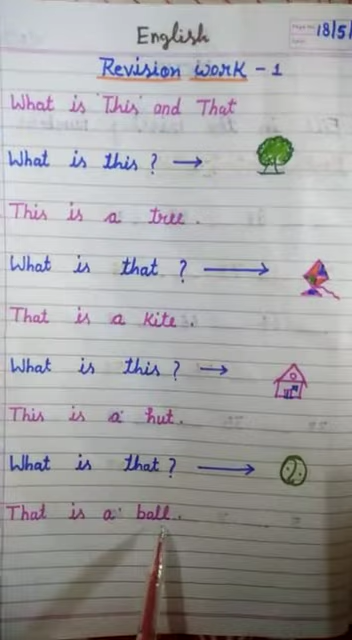 English
18/5/
Revision work - 1
What is 'This' and That
What is this? →
This is a tree.
What is that? →
That is a kite.
What is this? →
This is a hut.
What is that? →
That is a ball.